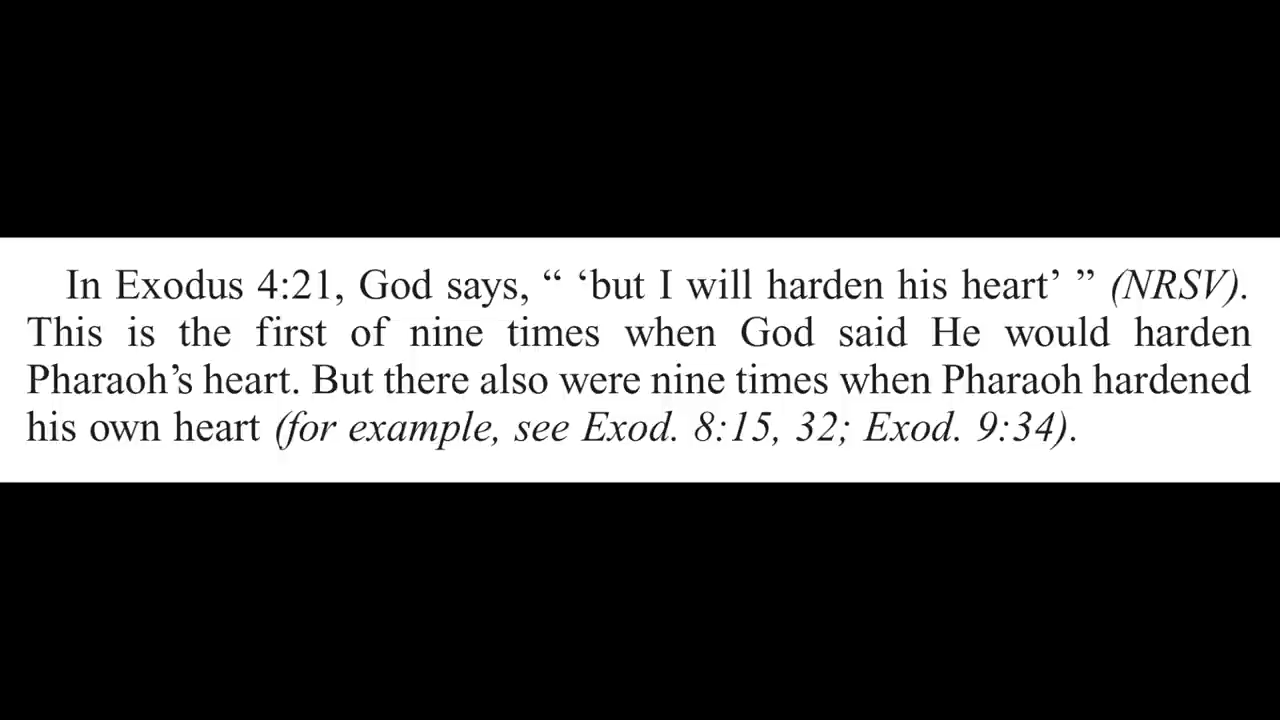 In Exodus 4:21, God says, “ ‘but I will harden his heart’ ” (NRSV).
This is the first of nine times when God said He would harden
Pharaoh’s heart. But there also were nine times when Pharaoh hardened
his own heart (for example, see Exod. 8:15, 32; Exod. 9:34).